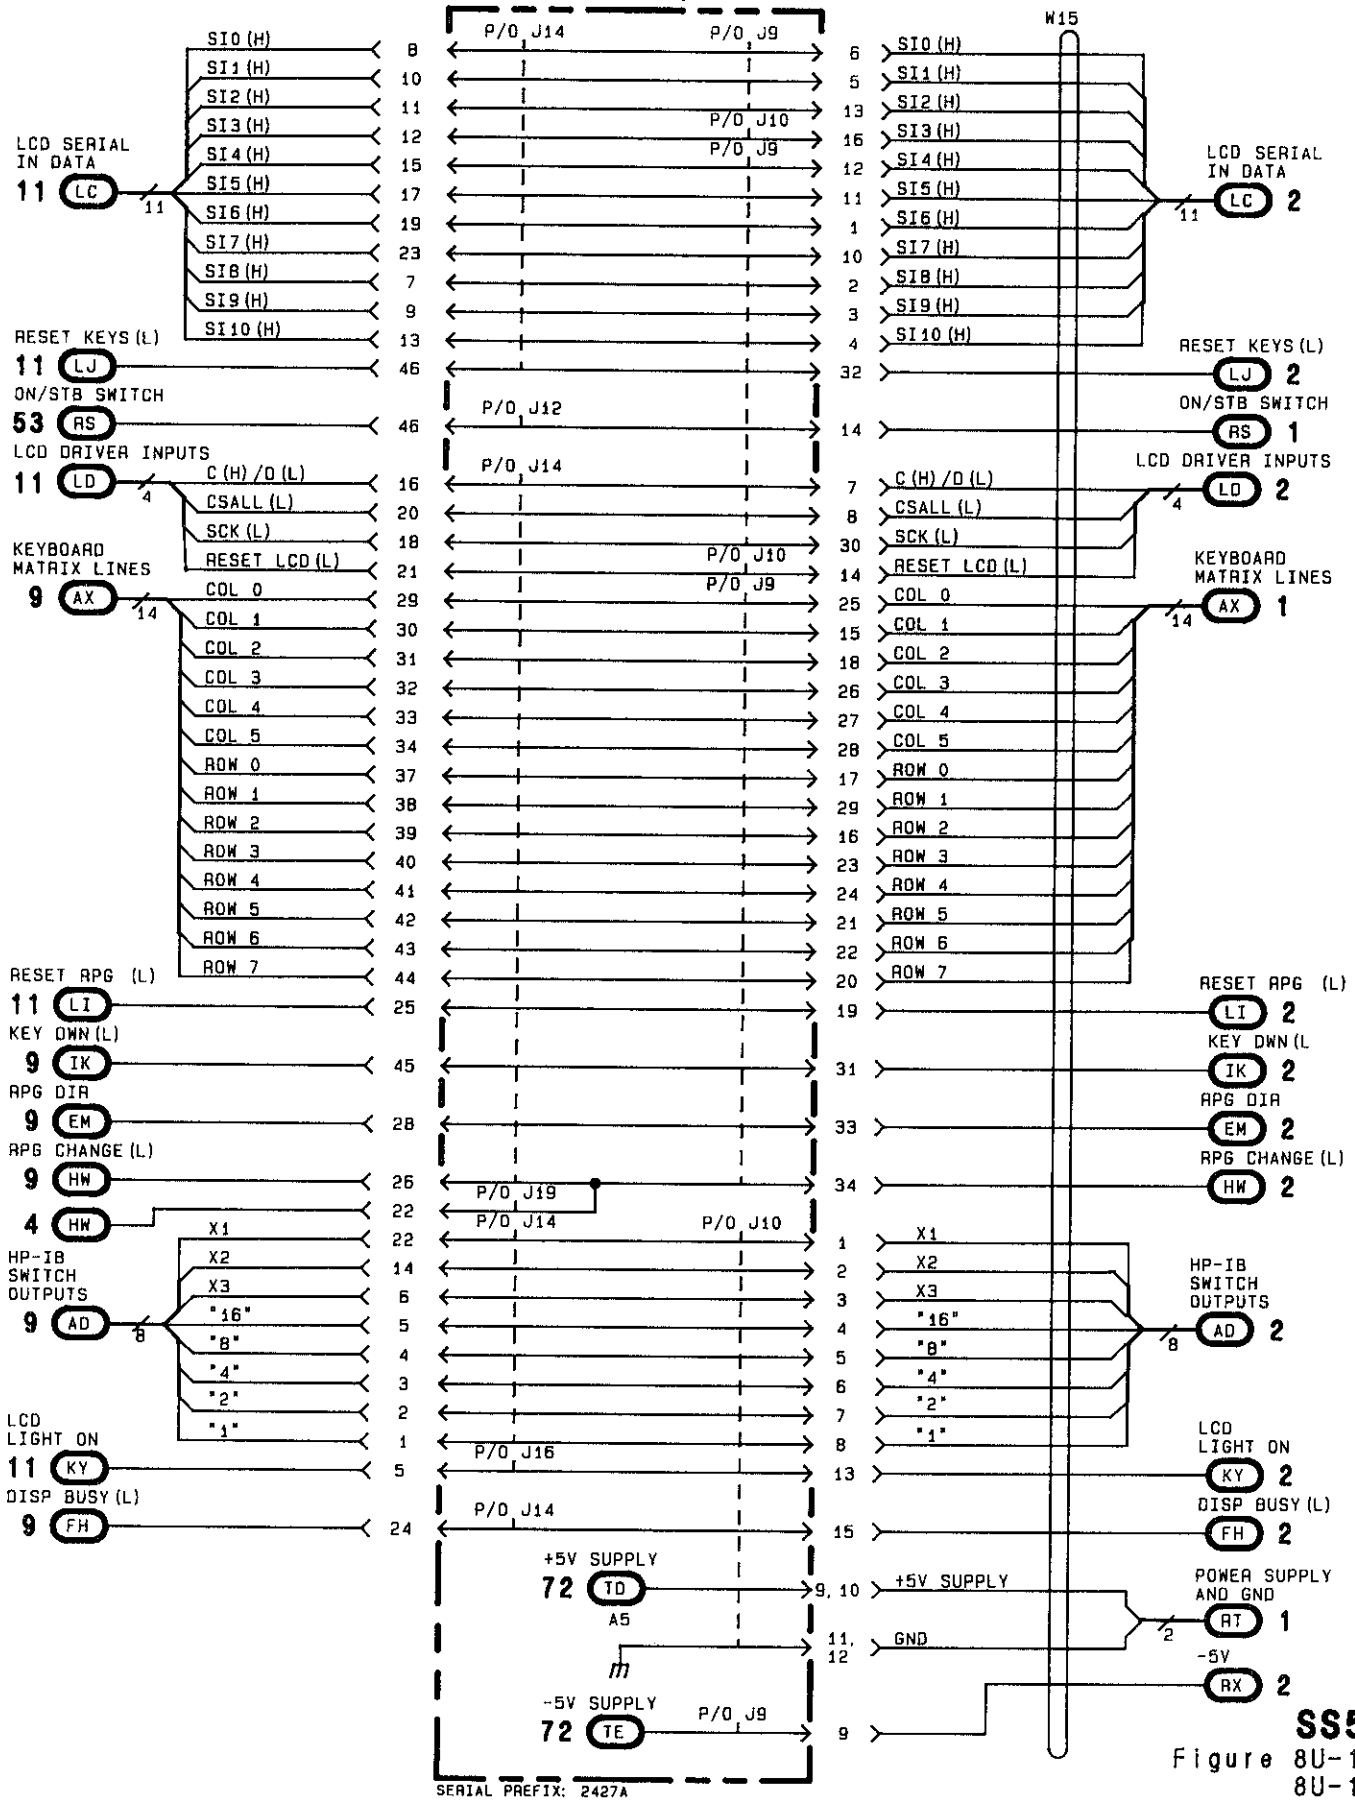 P/O J14 P/O J9 W15
SI0 (H) 8 6 SI0 (H)
SI1 (H) 10 5 SI1 (H)
SI2 (H) 11 13 SI2 (H)
P/O J10
SI3 (H) 12 16 SI3 (H)
P/O J9
LCD SERIAL
IN DATA
11 LC 11
SI4 (H) 15 12 SI4 (H)
LCD SERIAL
IN DATA
11 LC 2
SI5 (H) 17 11 SI5 (H)
SI6 (H) 19 1 SI6 (H)
SI7 (H) 23 10 SI7 (H)
SI8 (H) 7 2 SI8 (H)
SI9 (H) 9 3 SI9 (H)
SI10 (H) 13 4 SI10 (H)
RESET KEYS (L) RESET KEYS (L)
11 LJ 46 32 LJ 2
ON/STB SWITCH P/O J12 ON/STB SWITCH
53 RS 46 14 RS 1
LCD DRIVER INPUTS P/O J14 LCD DRIVER INPUTS
11 LD 4 C (H) /D (L) 16 7 C (H) /D (L) 4 LD 2
CSALL (L) 20 8 CSALL (L)
SCK (L) 18 30 SCK (L)
P/O J10
RESET LCD (L) 21 14 RESET LCD (L)
P/O J9
KEYBOARD
MATRIX LINES
9 AX 14
KEYBOARD
MATRIX LINES
14 AX 1
COL 0 29 25 COL 0
COL 1 30 15 COL 1
COL 2 31 18 COL 2
COL 3 32 26 COL 3
COL 4 33 27 COL 4
COL 5 34 28 COL 5
ROW 0 37 17 ROW 0
ROW 1 38 29 ROW 1
ROW 2 39 16 ROW 2
ROW 3 40 23 ROW 3
ROW 4 41 24 ROW 4
ROW 5 42 21 ROW 5
ROW 6 43 22 ROW 6
ROW 7 44 20 ROW 7
RESET RPG (L) RESET RPG (L)
11 LI 25 19 LI 2
KEY DWN (L) KEY DWN (L
9 IK 45 31 IK 2
RPG DIR RPG DIR
9 EM 28 33 EM 2
RPG CHANGE (L) RPG CHANGE (L)
9 HW 26 34 HW 2
P/O J19
4 HW 22
P/O J14 P/O J10
X1 22 1 X1
X2 14 2 X2
X3 6 3 X3
HP-IB
SWITCH
OUTPUTS
9 AD 8
HP-IB
SWITCH
OUTPUTS
8 AD 2
"16" 5 4 "16"
"8" 4 5 "8"
"4" 3 6 "4"
"2" 2 7 "2"
"1" 1 8 "1"
LCD
LIGHT ON
P/O J16
LCD
LIGHT ON
11 KY 5 13 KY 2
DISP BUSY (L) P/O J14 DISP BUSY (L)
9 FH 24 15 FH 2
+5V SUPPLY
72 TD 9, 10 +5V SUPPLY
A5
POWER SUPPLY
AND GND
2 RT 1
11,
12 GND
-5V
RX 2
-5V SUPPLY
72 TE P/O J9 9
SS5
Figure 8U-1
8U-1
SERIAL PREFIX: 2427A